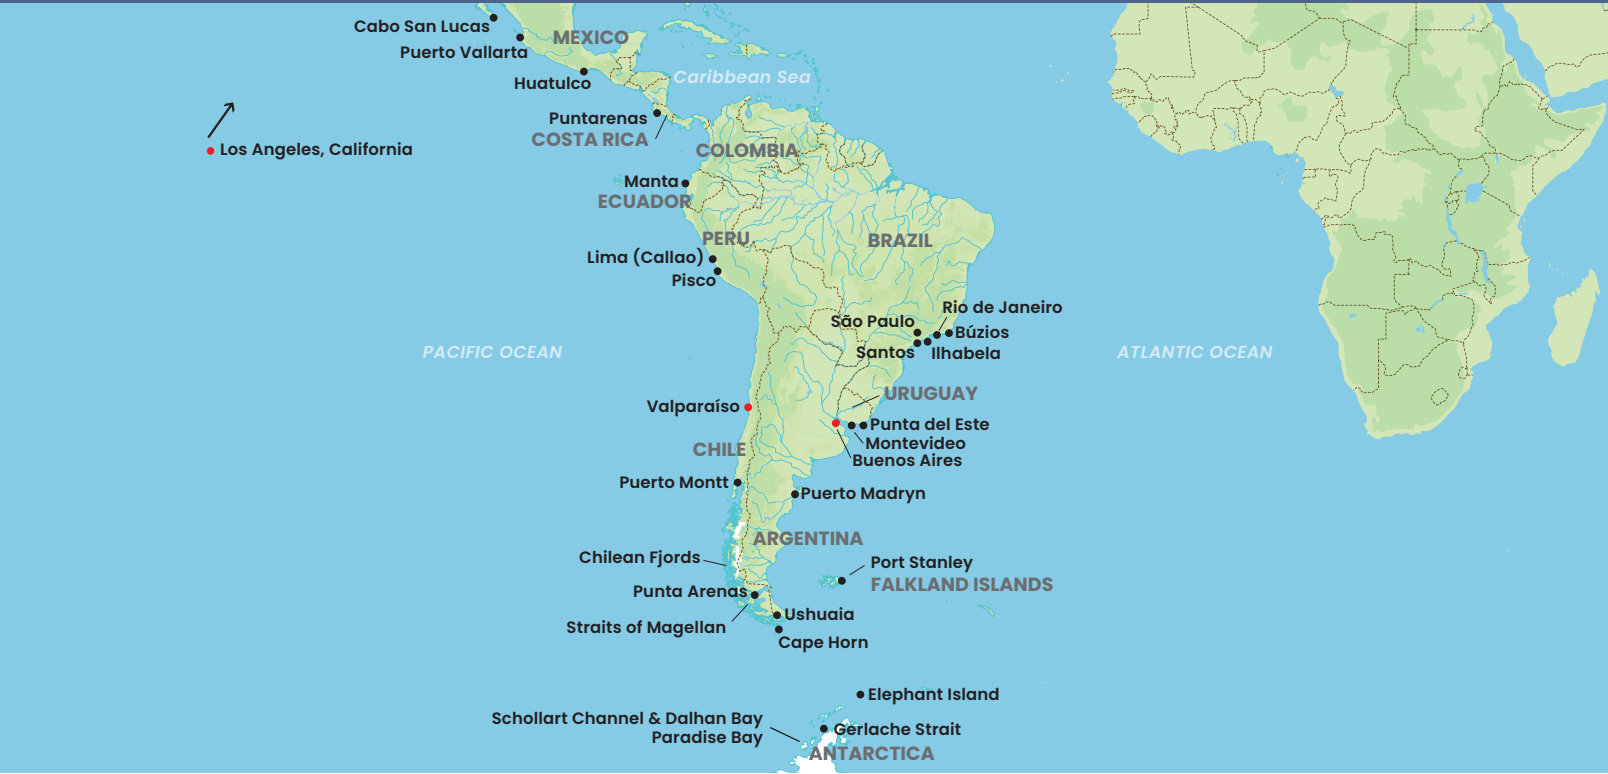 Cabo San Lucas
MEXICO
Puerto Vallarta
Caribbean Sea
Huatulco
Puntarenas
COSTA RICA
Los Angeles, California
COLOMBIA
Manta
ECUADOR
PERU
BRAZIL
Lima (Callao)
Pisco
Rio de Janeiro
São Paulo
Búzios
Santos
Ilhabela
PACIFIC OCEAN
ATLANTIC OCEAN
URUGUAY
Valparaíso
Punta del Este
Montevideo
CHILE
Buenos Aires
Puerto Montt
Puerto Madryn
ARGENTINA
Chilean Fjords
Port Stanley
FALKLAND ISLANDS
Punta Arenas
Ushuaia
Straits of Magellan
Cape Horn
Elephant Island
Schollart Channel & Dalhan Bay
Paradise Bay
Gerlache Strait
ANTARCTICA